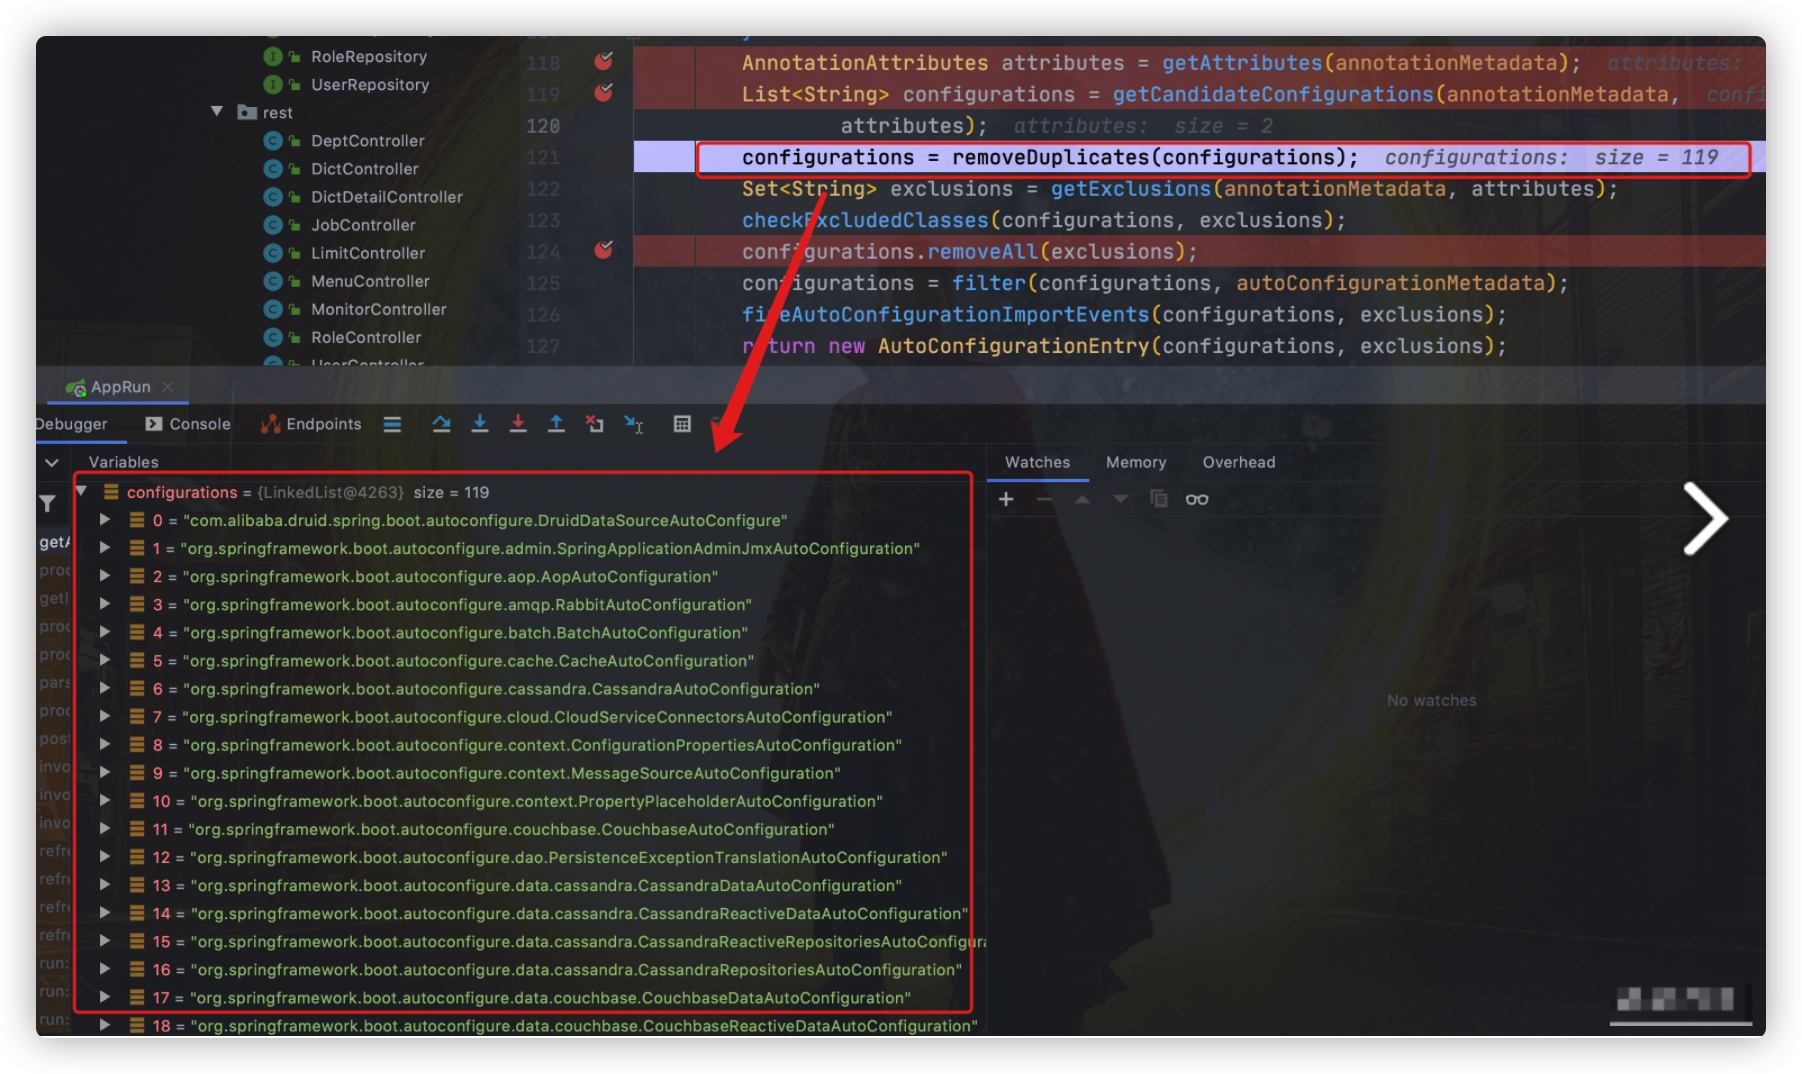 RoleRepository
UserRepository
rest
DeptController
DictController
DictDetailController
JobController
LimitController
MenuController
MonitorController
RoleController
UserController
118 AnnotationAttributes attributes = getAttributes(annotationMetadata); attributes:
119 List<String> configurations = getCandidateConfigurations(annotationMetadata, confi
120 attributes); attributes: size = 2
121 configurations = removeDuplicates(configurations); configurations: size = 119
122 Set<String> exclusions = getExclusions(annotationMetadata, attributes);
123 checkExcludedClasses(configurations, exclusions);
124 configurations.removeAll(exclusions);
125 configurations = filter(configurations, autoConfigurationMetadata);
126 fireAutoConfigurationImportEvents(configurations, exclusions);
127 return new AutoConfigurationEntry(configurations, exclusions);
AppRun
Debugger Console Endpoints
Variables
configurations = {LinkedList@4263} size = 119
0 = "com.alibaba.druid.spring.boot.autoconfigure.DruidDataSourceAutoConfigure"
1 = "org.springframework.boot.autoconfigure.admin.SpringApplicationAdminJmxAutoConfiguration"
2 = "org.springframework.boot.autoconfigure.aop.AopAutoConfiguration"
3 = "org.springframework.boot.autoconfigure.amqp.RabbitAutoConfiguration"
4 = "org.springframework.boot.autoconfigure.batch.BatchAutoConfiguration"
5 = "org.springframework.boot.autoconfigure.cache.CacheAutoConfiguration"
6 = "org.springframework.boot.autoconfigure.cassandra.CassandraAutoConfiguration"
7 = "org.springframework.boot.autoconfigure.cloud.CloudServiceConnectorsAutoConfiguration"
8 = "org.springframework.boot.autoconfigure.context.ConfigurationPropertiesAutoConfiguration"
9 = "org.springframework.boot.autoconfigure.context.MessageSourceAutoConfiguration"
10 = "org.springframework.boot.autoconfigure.context.PropertyPlaceholderAutoConfiguration"
11 = "org.springframework.boot.autoconfigure.couchbase.CouchbaseAutoConfiguration"
12 = "org.springframework.boot.autoconfigure.dao.PersistenceExceptionTranslationAutoConfiguration"
13 = "org.springframework.boot.autoconfigure.data.cassandra.CassandraDataAutoConfiguration"
14 = "org.springframework.boot.autoconfigure.data.cassandra.CassandraReactiveDataAutoConfiguration"
15 = "org.springframework.boot.autoconfigure.data.cassandra.CassandraReactiveRepositoriesAutoConfigura
16 = "org.springframework.boot.autoconfigure.data.cassandra.CassandraRepositoriesAutoConfiguration"
17 = "org.springframework.boot.autoconfigure.data.couchbase.CouchbaseDataAutoConfiguration"
18 = "org.springframework.boot.autoconfigure.data.couchbase.CouchbaseReactiveDataAutoConfiguration"
getA
proc
getI
proc
proc
pars
proc
post
invo
invo
invo
refre
refre
refre
refre
run:
run:
run:
Watches Memory Overhead
No watches